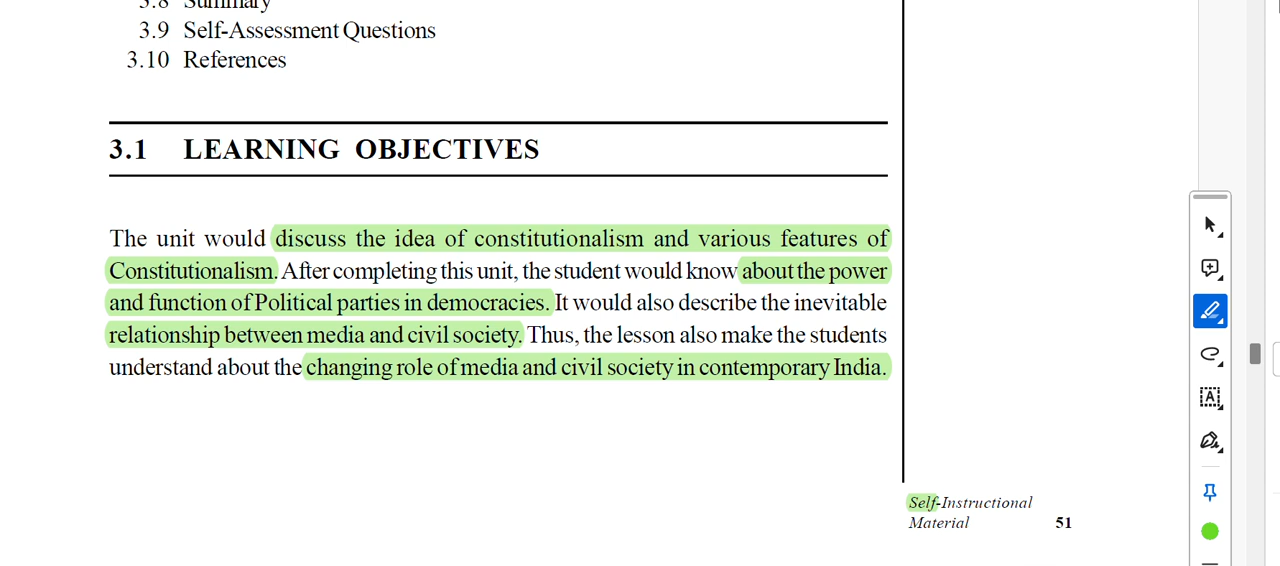 3.8 Summary
3.9 Self-Assessment Questions
3.10 References
3.1 LEARNING OBJECTIVES
The unit would discuss the idea of constitutionalism and various features of
Constitutionalism. After completing this unit, the student would know about the power
and function of Political parties in democracies. It would also describe the inevitable
relationship between media and civil society. Thus, the lesson also make the students
understand about the changing role of media and civil society in contemporary India.
Self-Instructional
Material 51